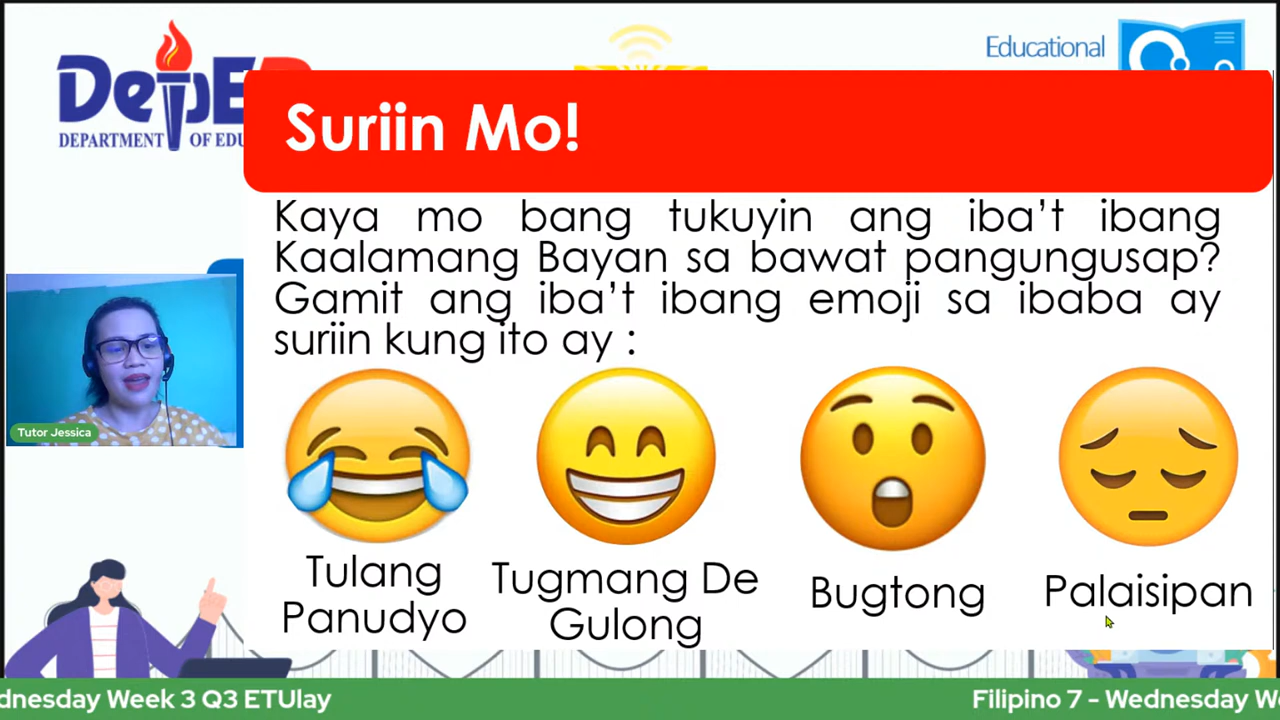 DepED
DEPARTMENT OF EDU
Educational
Suriin Mo!
Kaya mo bang tukuyin ang iba't ibang
Kaalamang Bayan sa bawat pangungusap?
Gamit ang iba't ibang emoji sa ibaba ay
suriin kung ito ay :
Tutor Jessica
Tulang
Panudyo
Tugmang De
Gulong
Bugtong
Palaisipan
dnesday Week 3 Q3 ETUlay
Filipino 7 - Wednesday We